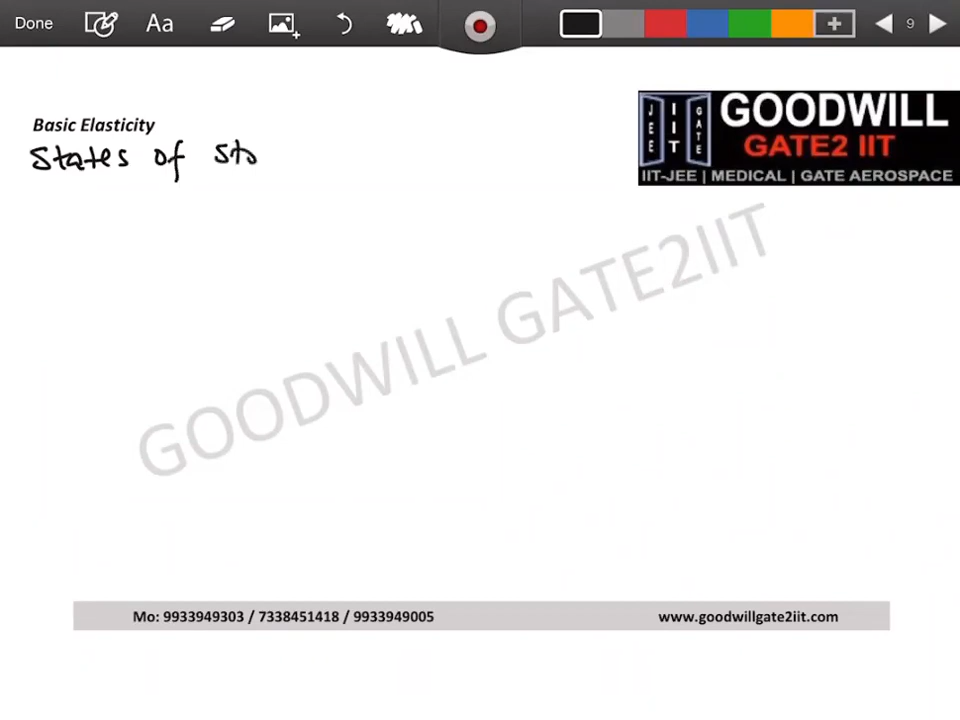 Done Aa 9
Basic Elasticity
States of sto
JEE IIT GATE
GOODWILL
GATE2 IIT
IIT-JEE | MEDICAL | GATE AEROSPACE
GOODWILL GATE2IIT
Mo: 9933949303 / 7338451418 / 9933949005 www.goodwillgate2iit.com